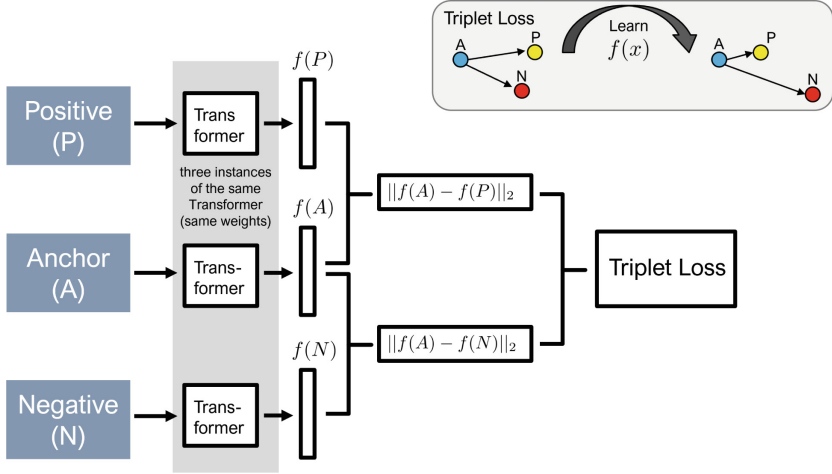 Triplet Loss
Learn
f(x)
A
P
N
A
P
N
Positive
(P)
Trans
former
f(P)
three instances
of the same
Transformer
(same weights)
||f(A) − f(P)||₂
Anchor
(A)
Trans-
former
f(A)
Triplet Loss
||f(A) − f(N)||₂
Negative
(N)
Trans-
former
f(N)